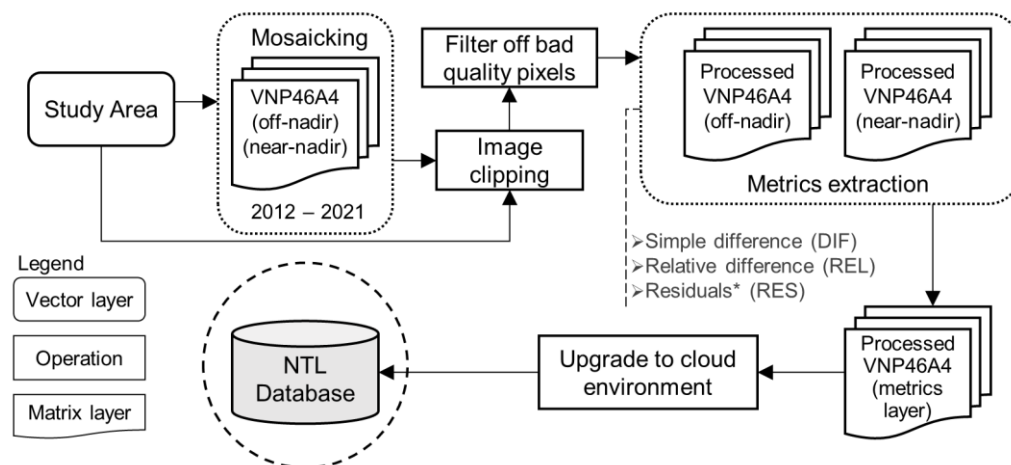 Study Area
Mosaicking
VNP46A4
(off-nadir)
(near-nadir)
2012 – 2021
Filter off bad
quality pixels
Image
clipping
Processed
VNP46A4
(off-nadir)
Processed
VNP46A4
(near-nadir)
Metrics extraction
➢Simple difference (DIF)
➢Relative difference (REL)
➢Residuals* (RES)
Processed
VNP46A4
(metrics
layer)
Upgrade to cloud
environment
NTL
Database
Legend
Vector layer
Operation
Matrix layer